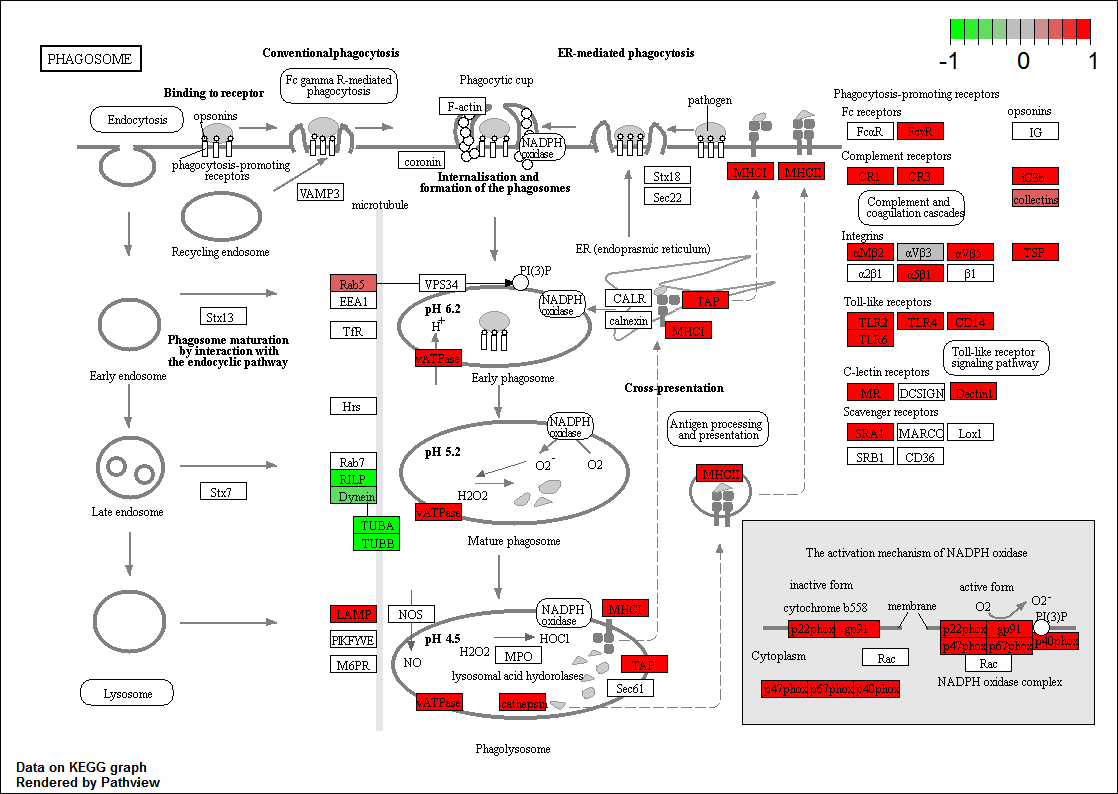 PHAGOSOME
-1 0 1
Conventionalphagocytosis
ER-mediated phagocytosis
Binding to receptor
Fc gamma R-mediated
phagocytosis
Phagocytic cup
F-actin
pathogen
Endocytosis
opsonins
NADPH
oxidase
coronin
phagocytosis-promoting
receptors
Internalisation and
formation of the phagosomes
Stx18
Sec22
MHCI
MHCII
VAMP3
microtubule
Recycling endosome
ER (endoprasmic reticulum)
Rab5
EEA1
VPS34
PI(3)P
Stx13
TfR
pH 6.2
H+
NADPH
oxidase
CALR
calnexin
TAP
MHCI
vATPase
Phagosome maturation
by interaction with
the endocyclic pathway
Early endosome
Early phagosome
Cross-presentation
Hrs
Antigen processing
and presentation
NADPH
oxidase
pH 5.2
O2-
O2
H2O2
Rab7
RILP
Dynein
TUBA
TUBB
Stx7
vATPase
MHCII
Late endosome
Mature phagosome
LAMP
PIKFYVE
M6PR
NOS
NO
NADPH
oxidase
MHCI
pH 4.5
HOCl
H2O2
MPO
lysosomal acid hydorolases
TAP
Sec61
vATPase
cathepsin
Lysosome
Phagolysosome
Phagocytosis-promoting receptors
Fc receptors
opsonins
FcαR
FcγR
IG
Complement receptors
CR1
CR3
iC3b
collectins
Complement and
coagulation cascades
Integrins
αMβ2
αVβ3
αVβ5
TSP
α2β1
α5β1
β1
Toll-like receptors
TLR2
TLR4
CD14
TLR6
Toll-like receptor
signaling pathway
C-lectin receptors
MR
DCSIGN
Dectin1
Scavenger receptors
SRA1
MARCO
Lox1
SRB1
CD36
The activation mechanism of NADPH oxidase
inactive form
active form
cytochrome b558
membrane
O2
O2-
PI(3)P
p22phox
gp91
p22phox
gp91
p47phox
p67phox
p40phox
Cytoplasm
Rac
Rac
NADPH oxidase complex
p47phox
p67phox
p40phox
Data on KEGG graph
Rendered by Pathview